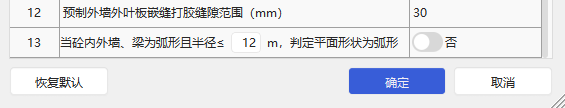 12 预制外墙外叶板嵌缝打胶缝隙范围（mm） 30
13 当砼内外墙、梁为弧形且半径≤ 12 m，判定平面形状为弧形 否
恢复默认 确定 取消